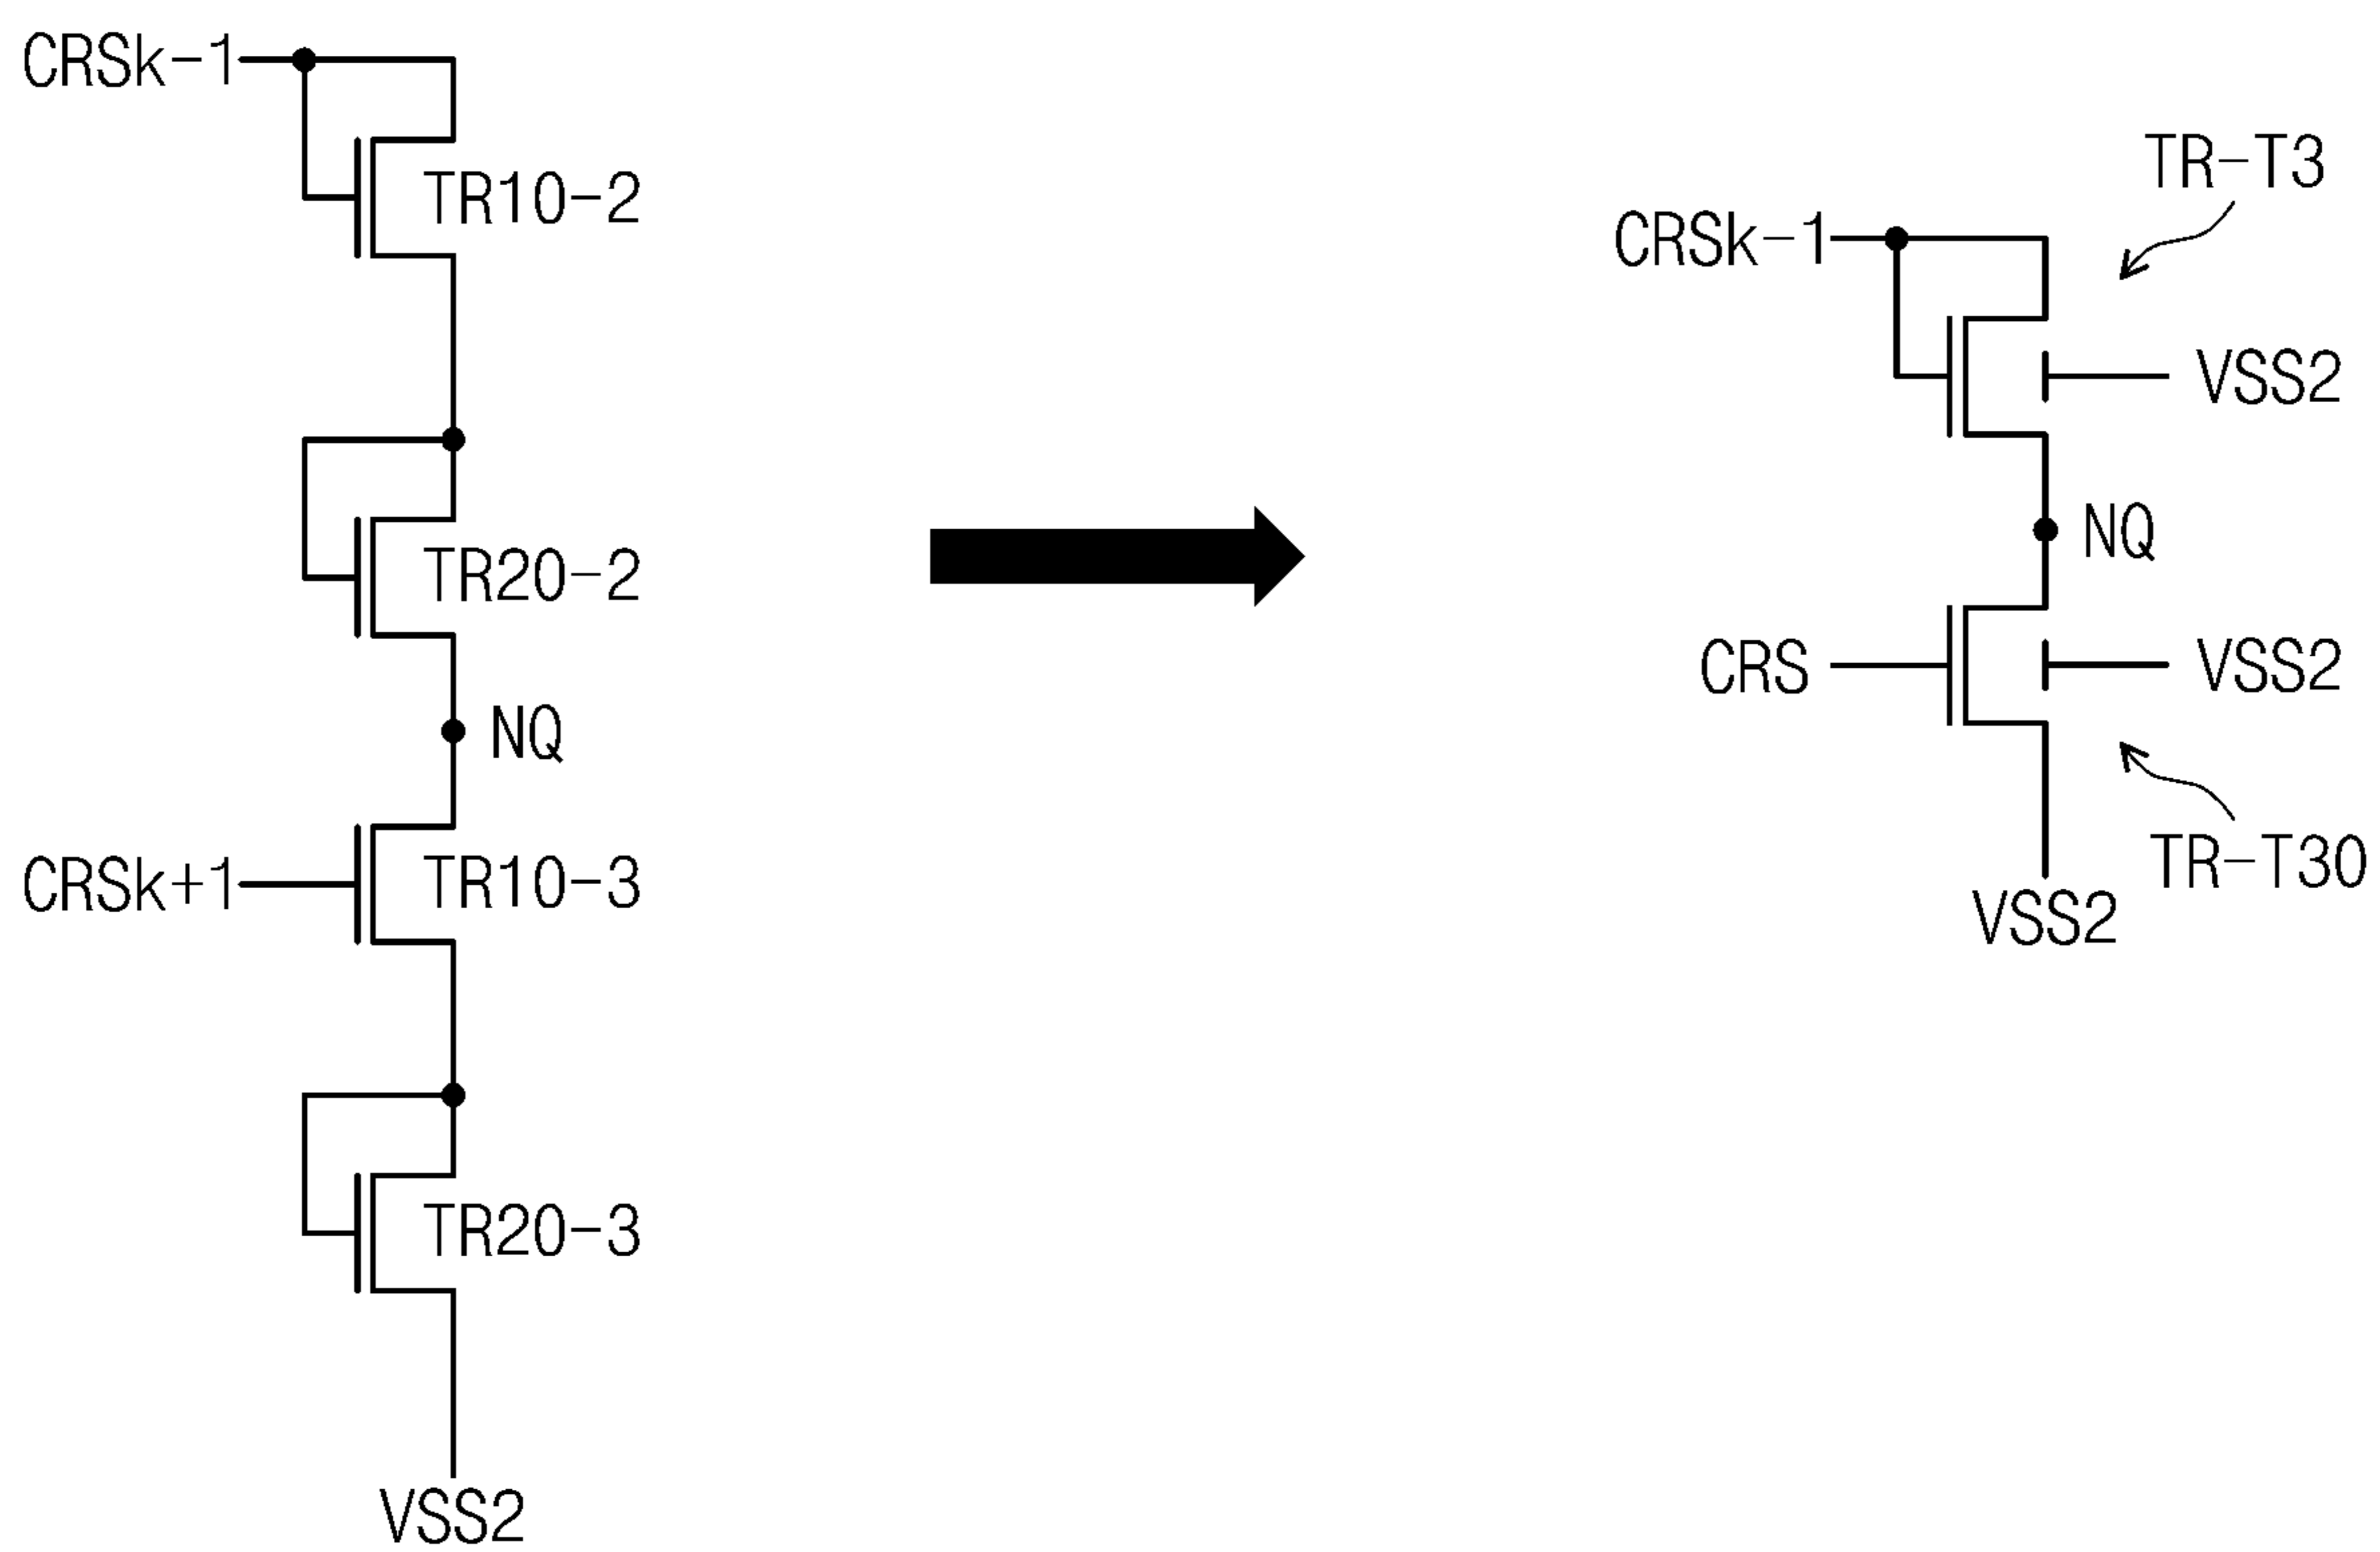 CRSk-1
TR10-2
TR20-2
NQ
CRSk+1
TR10-3
TR20-3
VSS2
TR-T3
CRSk-1
VSS2
NQ
CRS
VSS2
TR-T30
VSS2